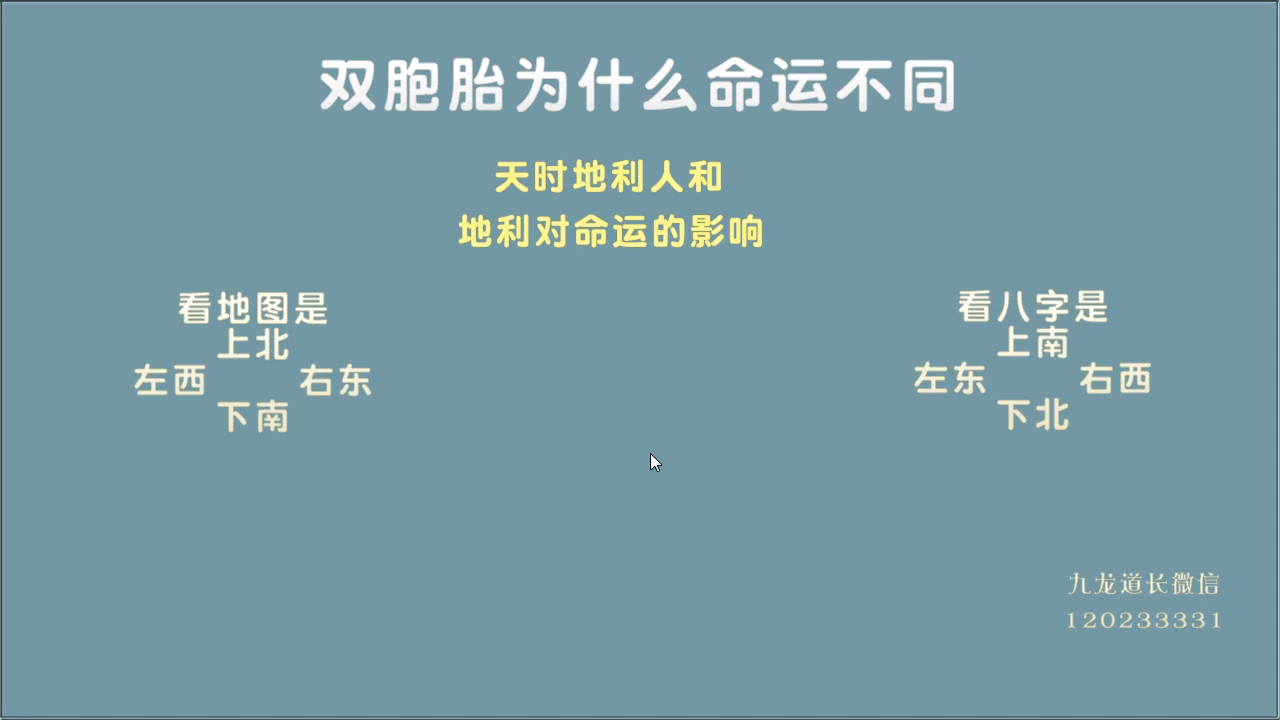 双胞胎为什么命运不同
天时地利人和
地利对命运的影响
看地图是
上北
左西 右东
下南
看八字是
上南
左东 右西
下北
九龙道长微信
120233331